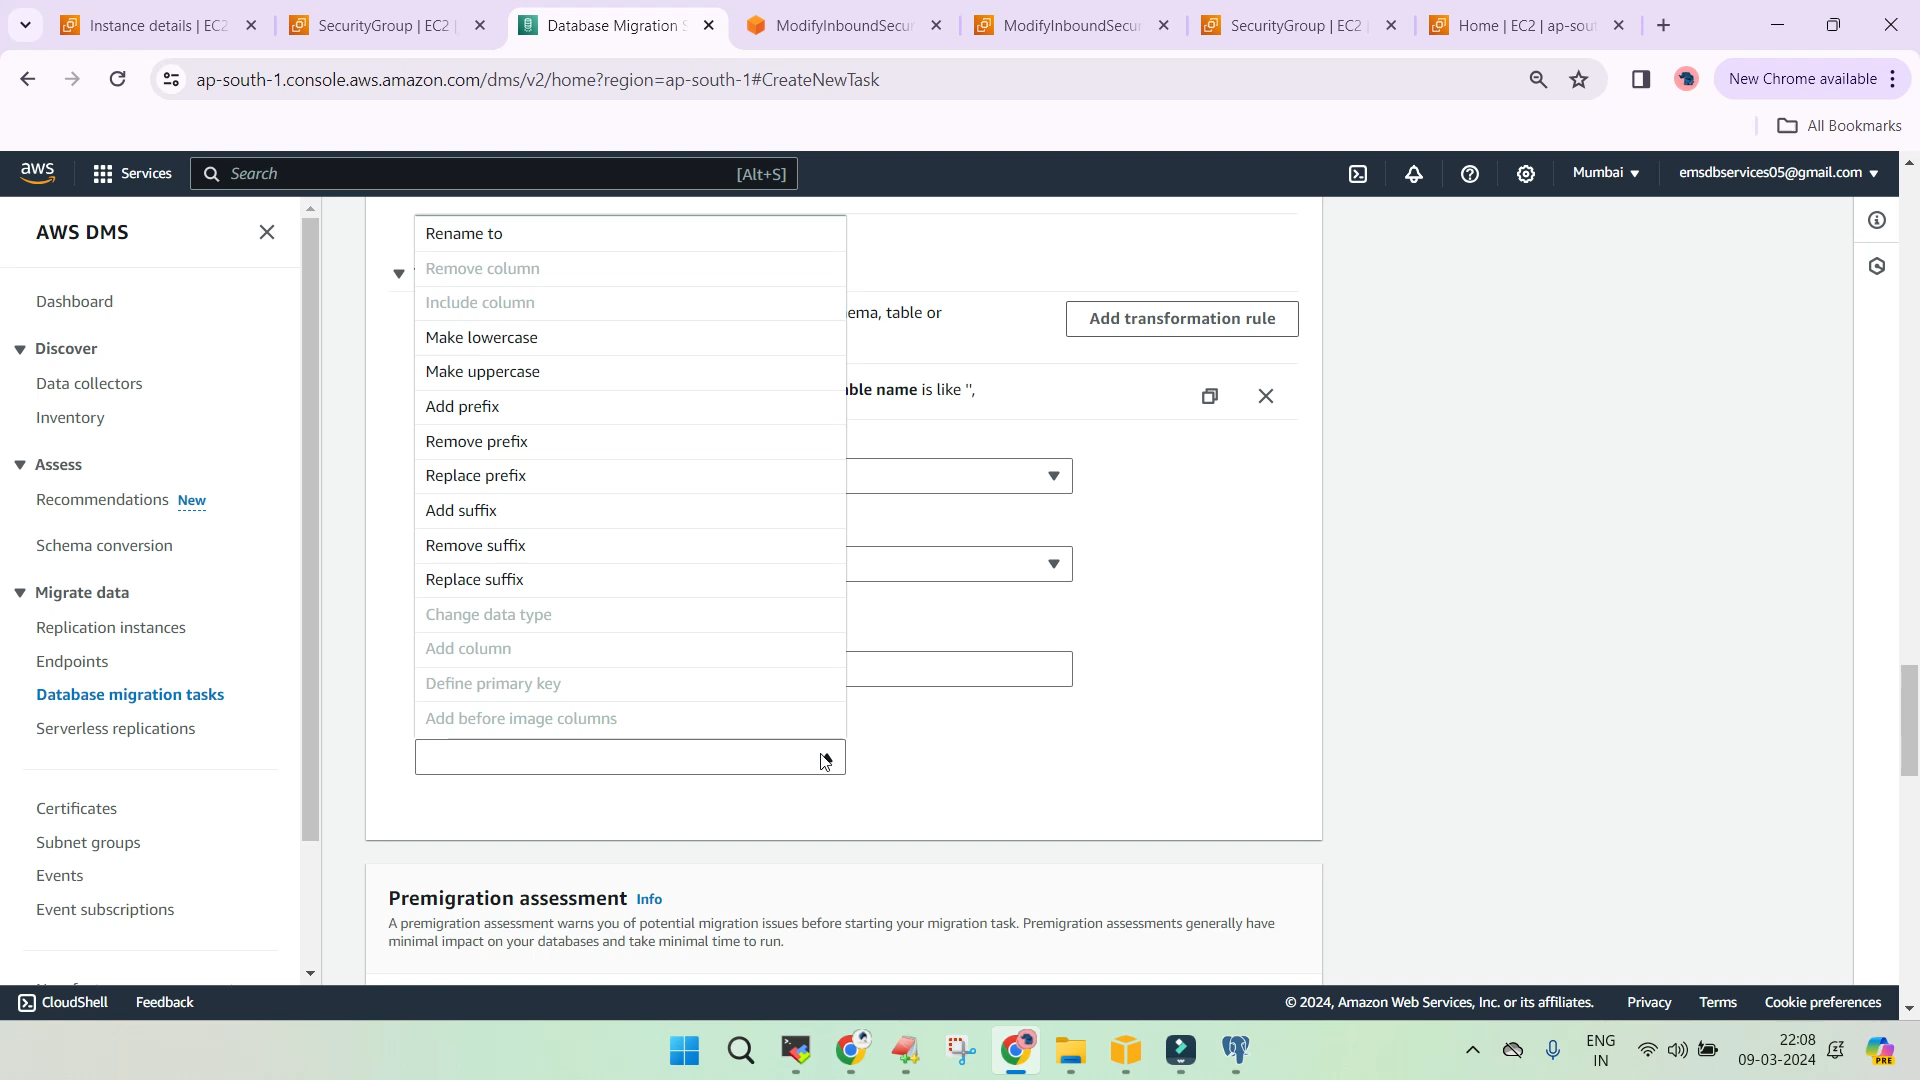 Instance details | EC2
SecurityGroup | EC2 |
Database Migration S
ModifyInboundSecur
ModifyInboundSecur
SecurityGroup | EC2 |
Home | EC2 | ap-sout
ap-south-1.console.aws.amazon.com/dms/v2/home?region=ap-south-1#CreateNewTask
New Chrome available
All Bookmarks
aws
Services
Search
[Alt+S]
Mumbai
emsdbservices05@gmail.com
AWS DMS
Dashboard
Discover
Data collectors
Inventory
Assess
Recommendations New
Schema conversion
Migrate data
Replication instances
Endpoints
Database migration tasks
Serverless replications
Certificates
Subnet groups
Events
Event subscriptions
Rename to
Remove column
Include column
Make lowercase
Make uppercase
Add prefix
Remove prefix
Replace prefix
Add suffix
Remove suffix
Replace suffix
Change data type
Add column
Define primary key
Add before image columns
ema, table or
Add transformation rule
ble name is like '',
Premigration assessment Info
A premigration assessment warns you of potential migration issues before starting your migration task. Premigration assessments generally have
minimal impact on your databases and take minimal time to run.
CloudShell
Feedback
© 2024, Amazon Web Services, Inc. or its affiliates.
Privacy
Terms
Cookie preferences
ENG
IN
22:08
09-03-2024
PRE